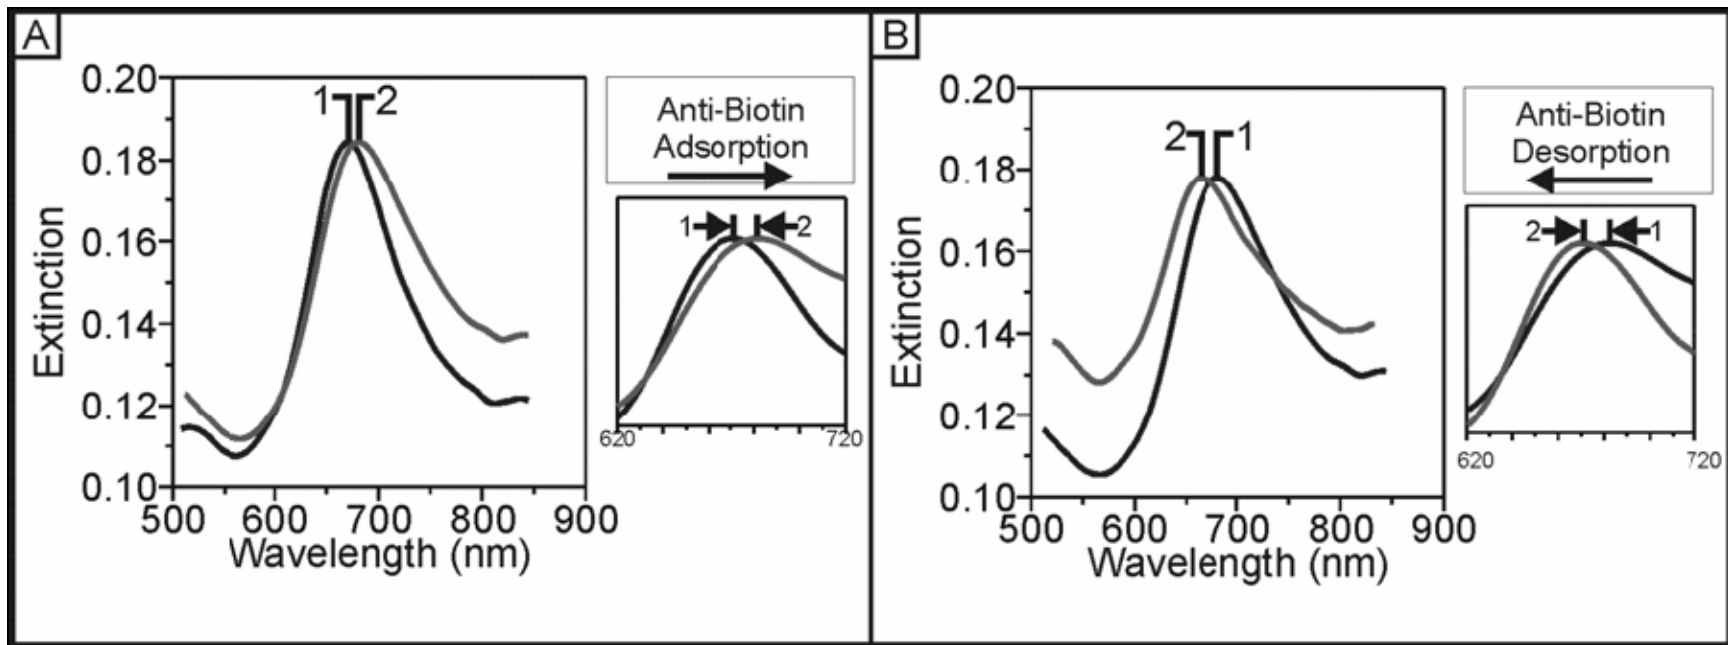 A
0.20
0.18
0.16
0.14
0.12
0.10
Extinction
1 2
500 600 700 800 900
Wavelength (nm)
Anti-Biotin
Adsorption
1 2
620 720
B
0.20
0.18
0.16
0.14
0.12
0.10
Extinction
2 1
500 600 700 800 900
Wavelength (nm)
Anti-Biotin
Desorption
2 1
620 720